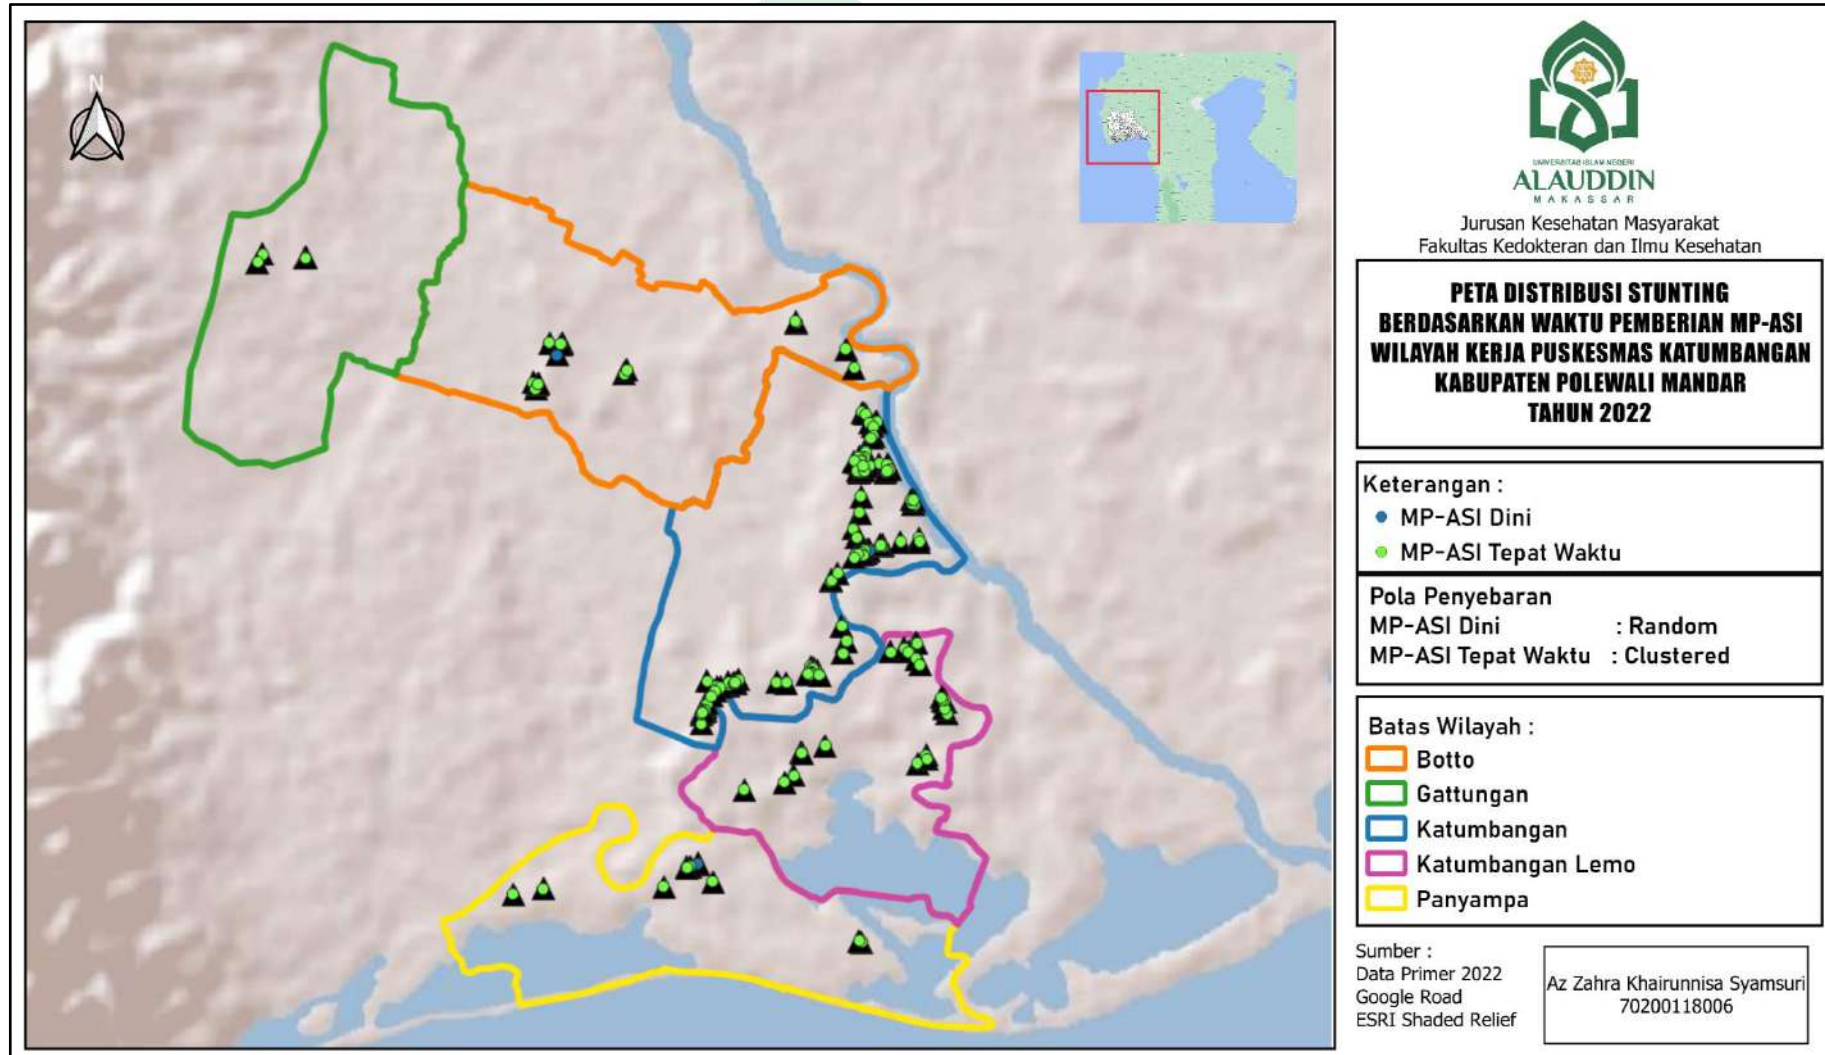 N
1965
UNIVERSITAS ISLAM NEGERI
ALAUDDIN
MAKASSAR
Jurusan Kesehatan Masyarakat
Fakultas Kedokteran dan Ilmu Kesehatan
PETA DISTRIBUSI STUNTING
BERDASARKAN WAKTU PEMBERIAN MP-ASI
WILAYAH KERJA PUSKESMAS KATUMBANGAN
KABUPATEN POLEWALI MANDAR
TAHUN 2022
Keterangan :
MP-ASI Dini
MP-ASI Tepat Waktu
Pola Penyebaran
MP-ASI Dini : Random
MP-ASI Tepat Waktu : Clustered
Batas Wilayah :
Botto
Gattungan
Katumbangan
Katumbangan Lemo
Panyampa
Sumber :
Data Primer 2022
Google Road
ESRI Shaded Relief
Az Zahra Khairunnisa Syamsuri
70200118006